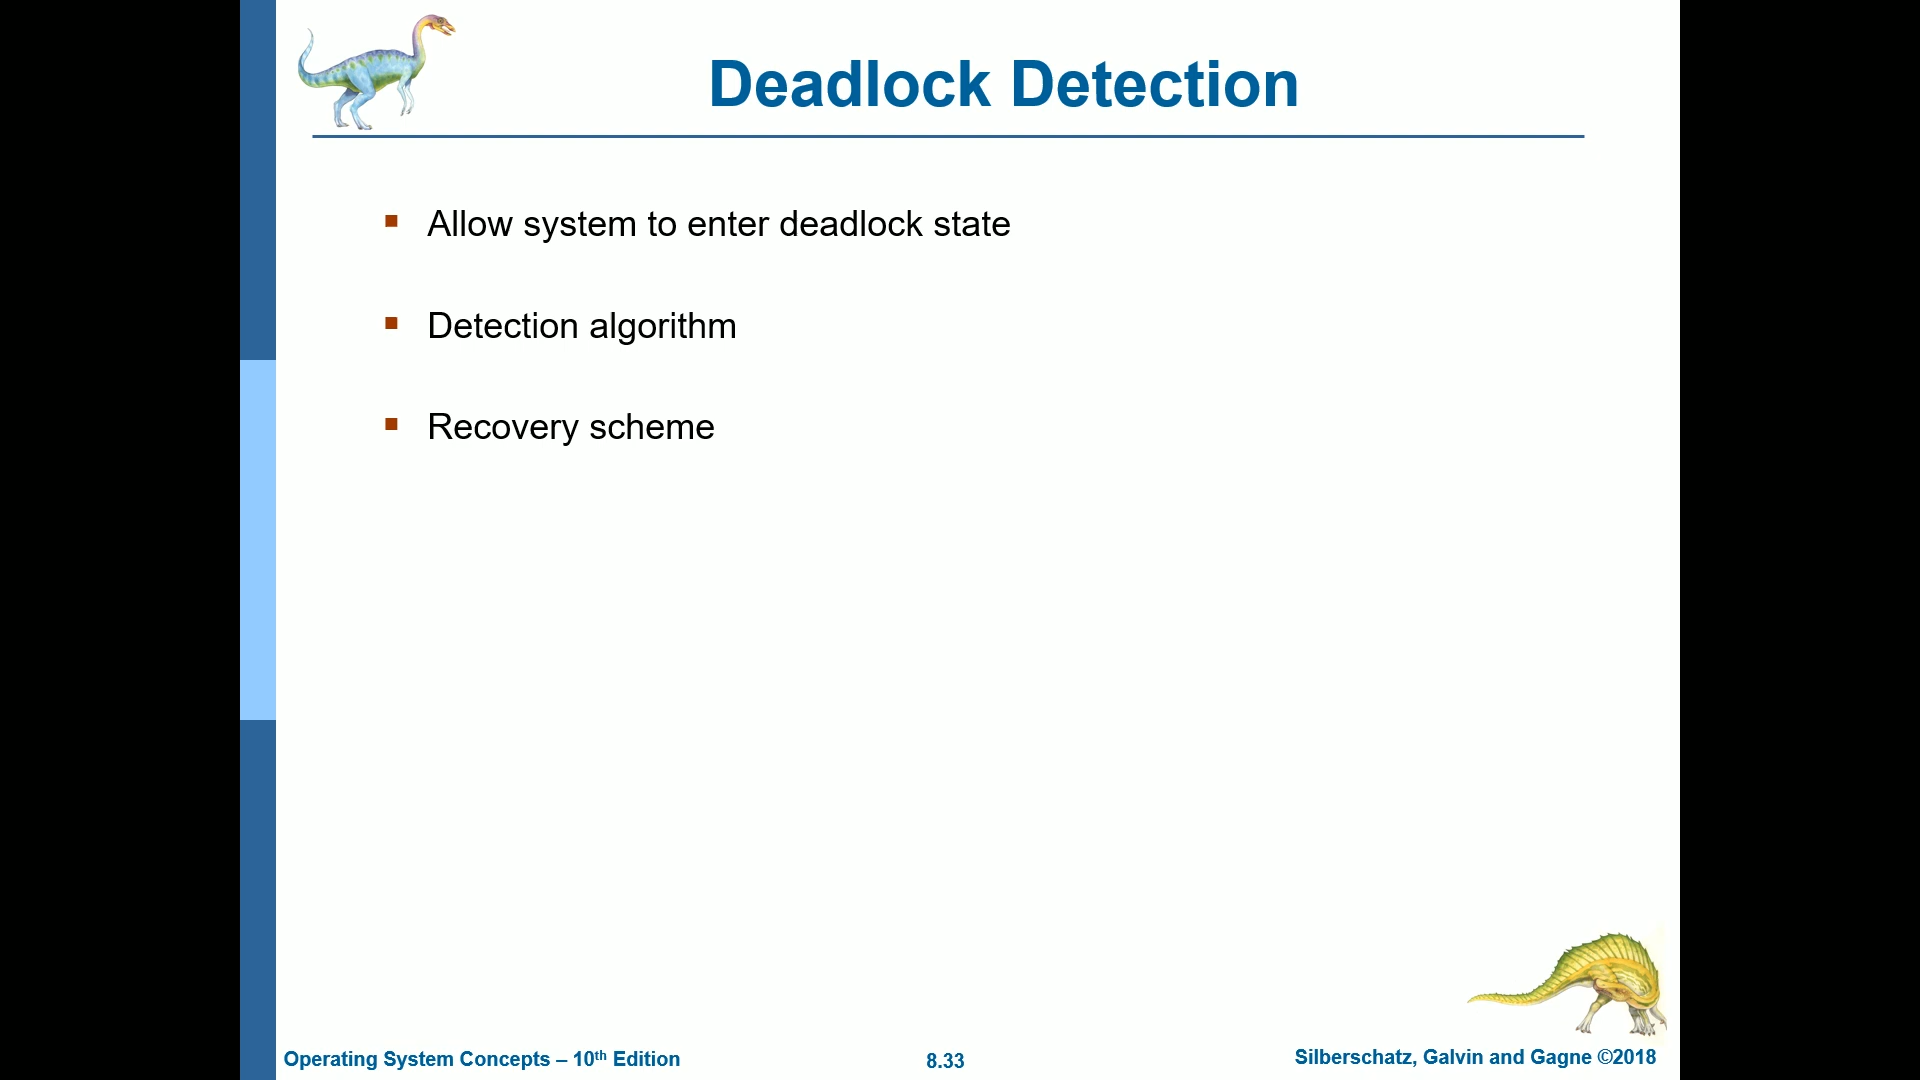 Deadlock Detection
Allow system to enter deadlock state
Detection algorithm
Recovery scheme
Operating System Concepts – 10th Edition
8.33
Silberschatz, Galvin and Gagne ©2018